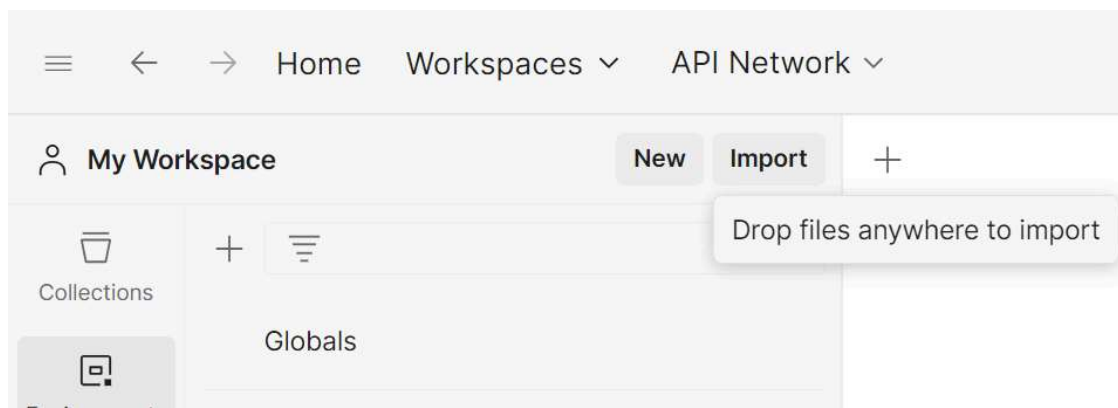 Home Workspaces API Network
My Workspace New Import
Drop files anywhere to import
Collections
Globals